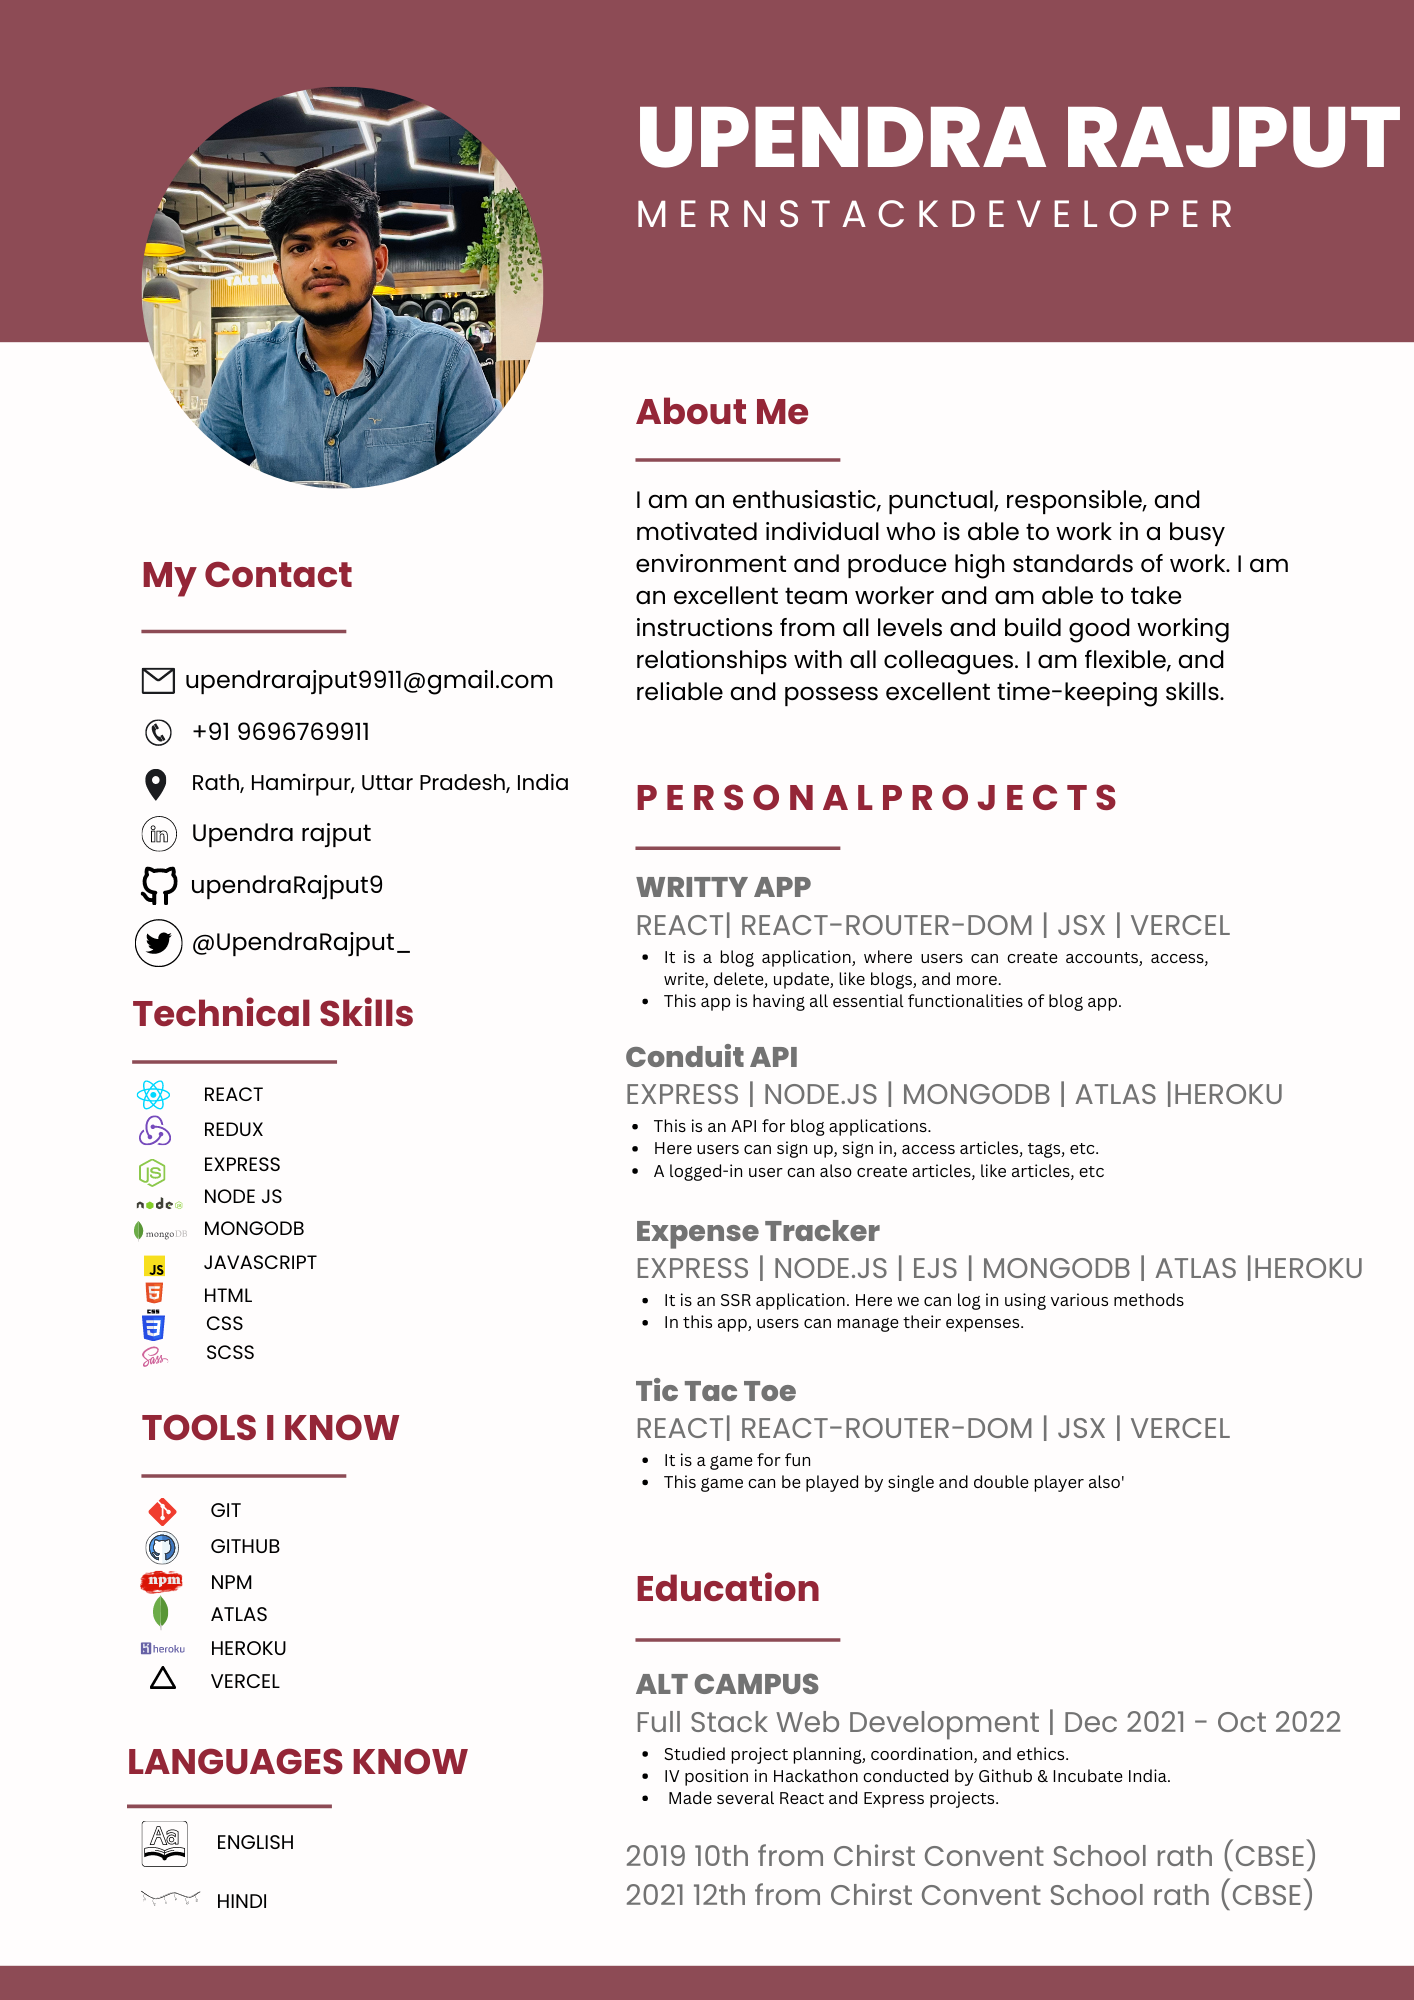 UPENDRA RAJPUT
MERNSTACKDEVELOPER
TAKE
My Contact
upendrarajput9911@gmail.com
+91 9696769911
Rath, Hamirpur, Uttar Pradesh, India
in
Upendra rajput
upendraRajput9
@UpendraRajput_
Technical Skills
REACT
REDUX
JS
EXPRESS
node
NODE JS
mongoDB
MONGODB
JS
JAVASCRIPT
HTML
CSS
CSS
Sass
SCSS
TOOLS I KNOW
GIT
GITHUB
npm
NPM
ATLAS
heroku
HEROKU
VERCEL
LANGUAGES KNOW
Aa
ENGLISH
HINDI
About Me
I am an enthusiastic, punctual, responsible, and
motivated individual who is able to work in a busy
environment and produce high standards of work. I am
an excellent team worker and am able to take
instructions from all levels and build good working
relationships with all colleagues. I am flexible, and
reliable and possess excellent time-keeping skills.
PERSONALPROJECTS
WRITTY APP
REACT| REACT-ROUTER-DOM | JSX | VERCEL
• It is a blog application, where users can create accounts, access,
write, delete, update, like blogs, and more.
• This app is having all essential functionalities of blog app.
Conduit API
EXPRESS | NODE.JS | MONGODB | ATLAS |HEROKU
• This is an API for blog applications.
• Here users can sign up, sign in, access articles, tags, etc.
• A logged-in user can also create articles, like articles, etc
Expense Tracker
EXPRESS | NODE.JS | EJS | MONGODB | ATLAS |HEROKU
• It is an SSR application. Here we can log in using various methods
• In this app, users can manage their expenses.
Tic Tac Toe
REACT| REACT-ROUTER-DOM | JSX | VERCEL
• It is a game for fun
• This game can be played by single and double player also'
Education
ALT CAMPUS
Full Stack Web Development | Dec 2021 - Oct 2022
• Studied project planning, coordination, and ethics.
• IV position in Hackathon conducted by Github & Incubate India.
• Made several React and Express projects.
2019 10th from Chirst Convent School rath (CBSE)
2021 12th from Chirst Convent School rath (CBSE)